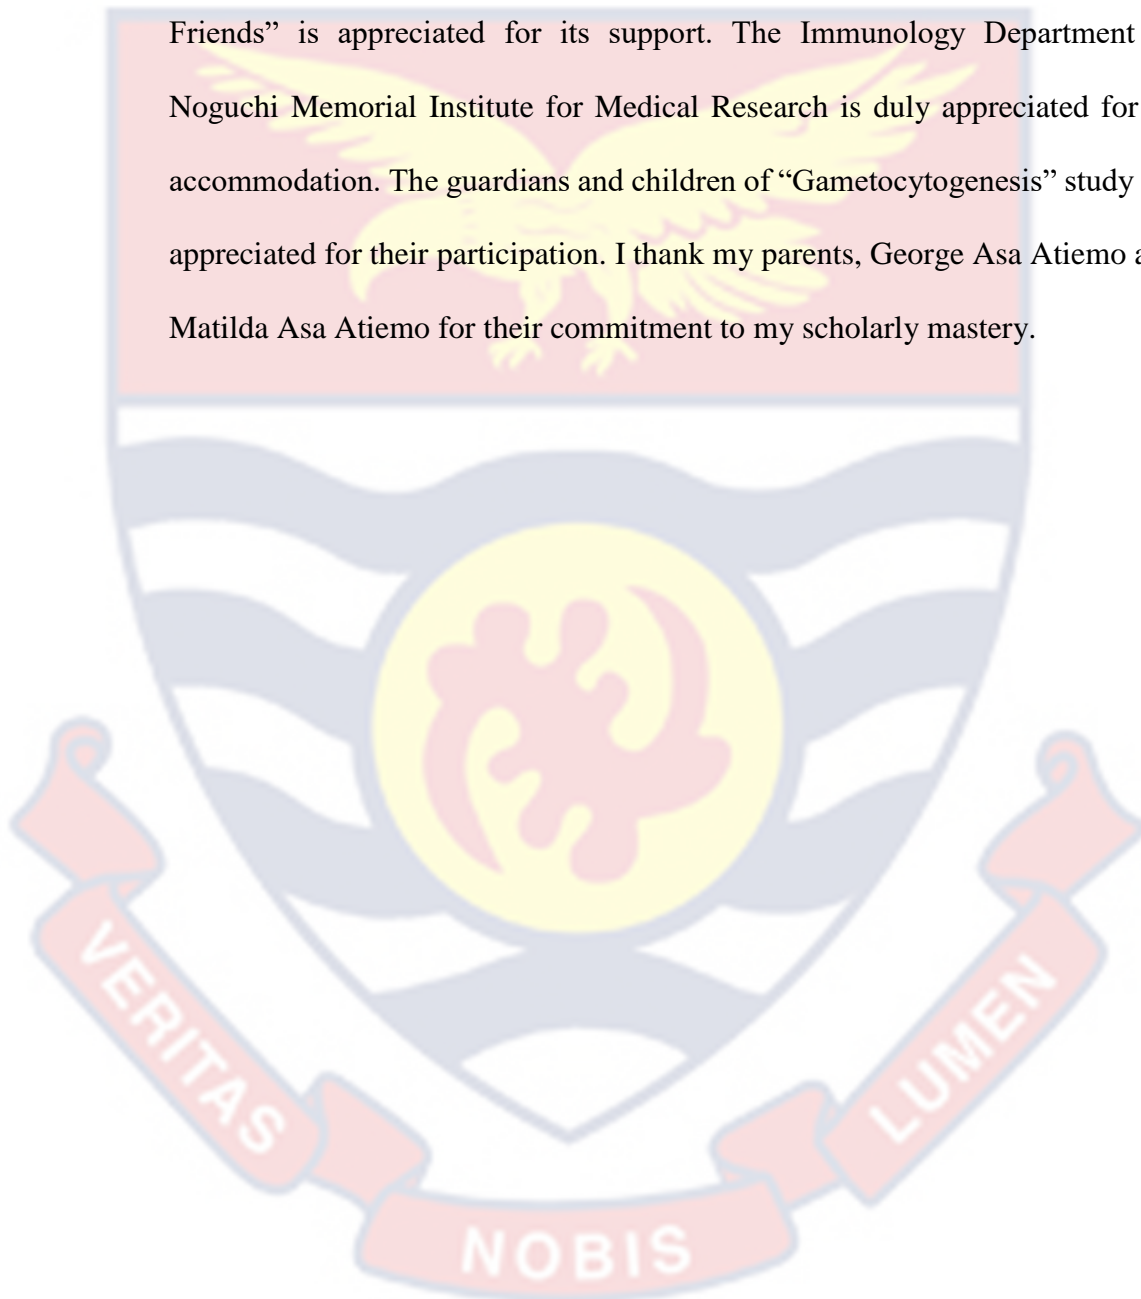 Friends” is appreciated for its support. The Immunology Department
Noguchi Memorial Institute for Medical Research is duly appreciated for
accommodation. The guardians and children of “Gametocytogenesis” study
appreciated for their participation. I thank my parents, George Asa Atiemo
Matilda Asa Atiemo for their commitment to my scholarly mastery.
VERITAS
NOBIS
LUMEN